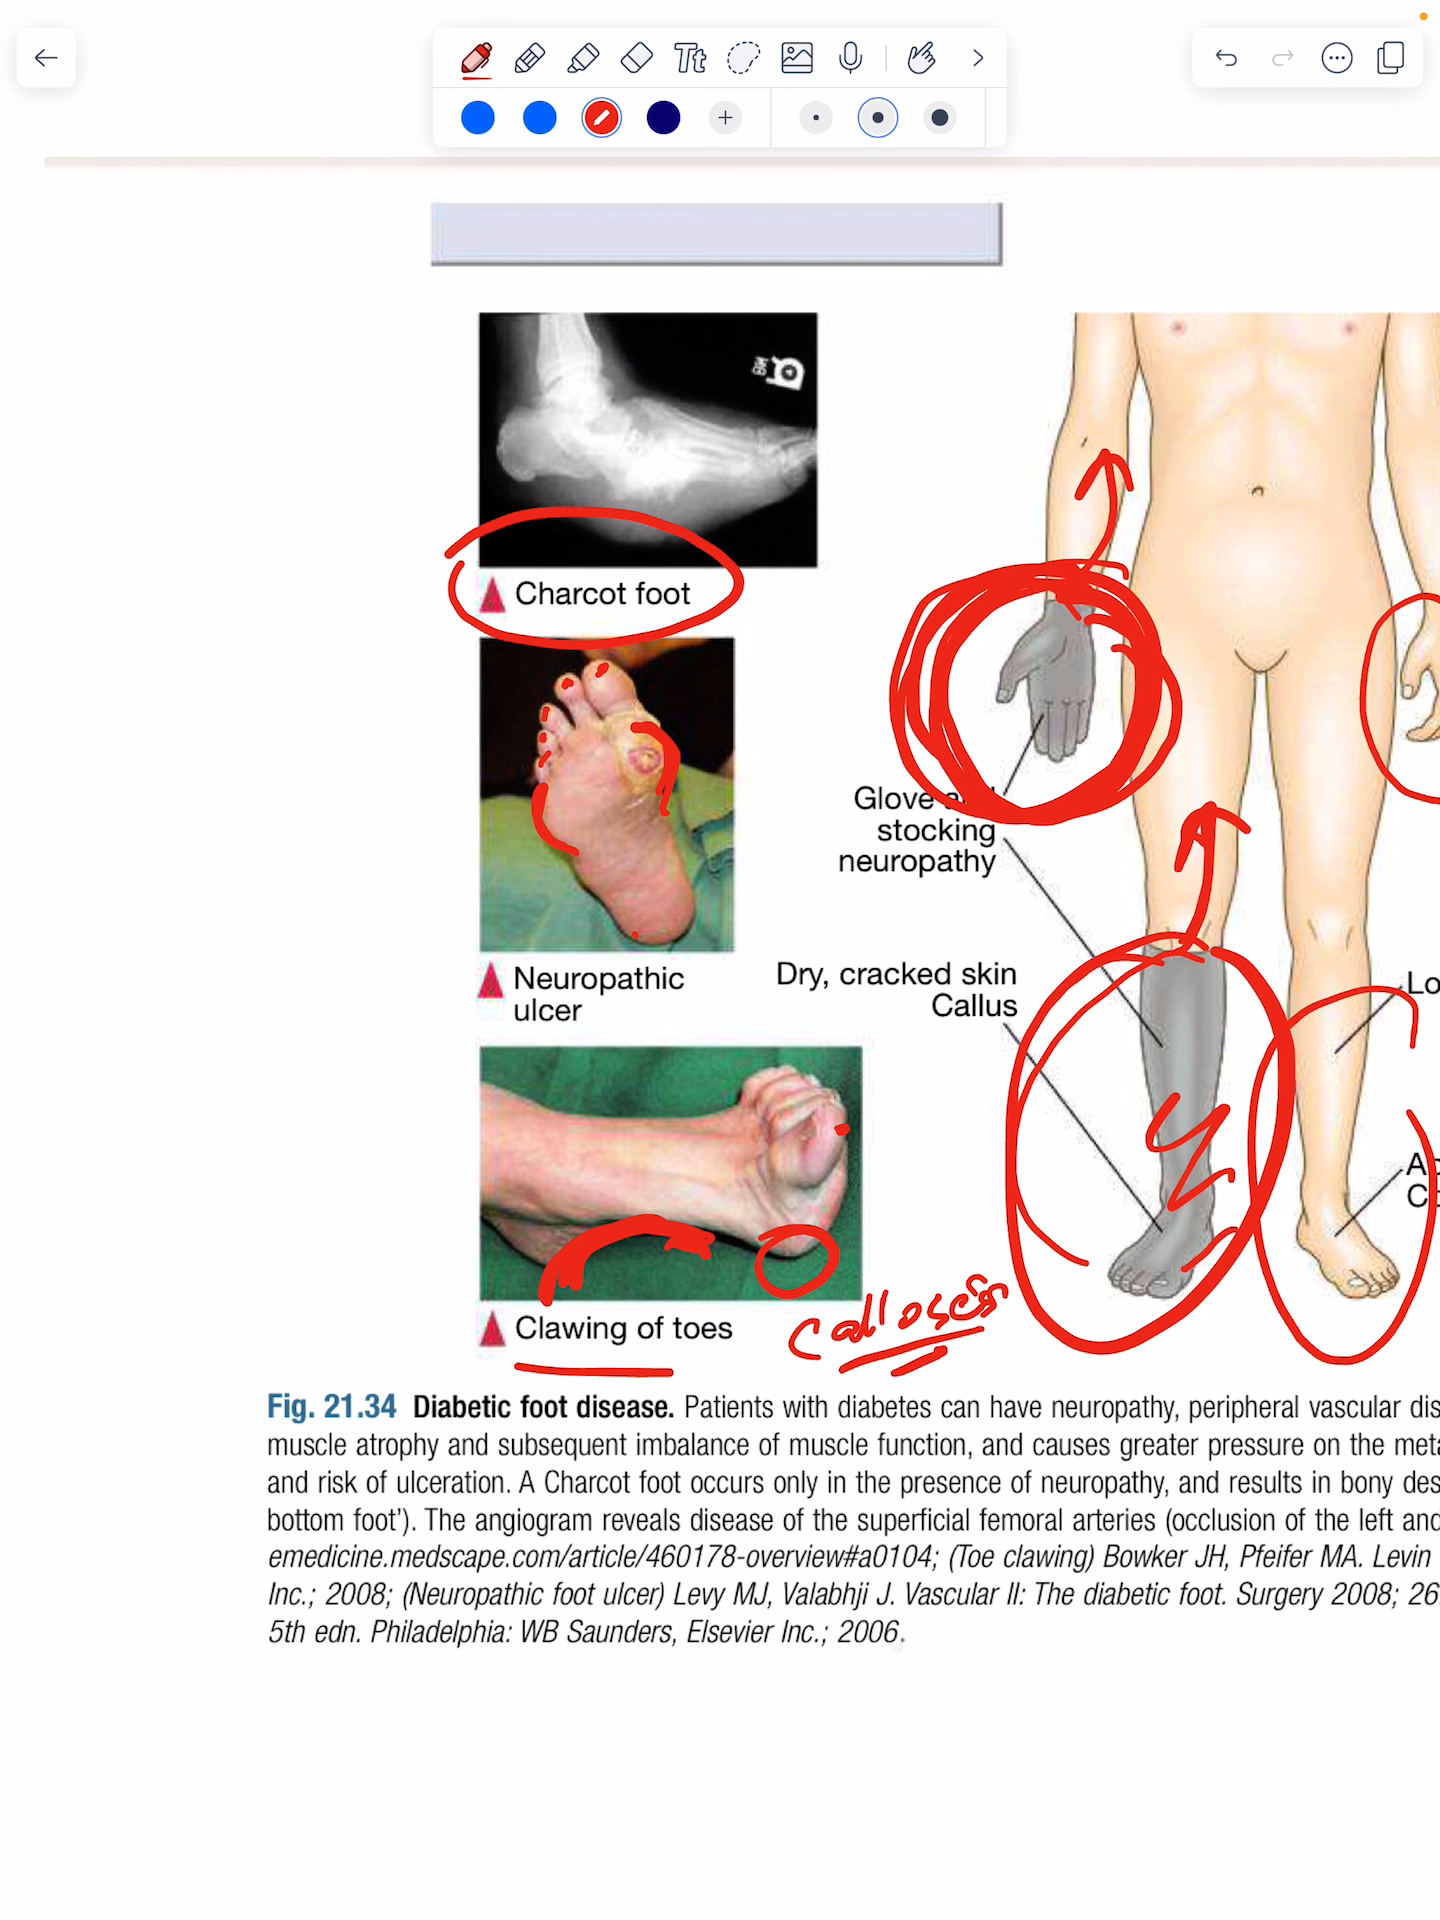 Tt
BM
Charcot foot
Glove
stocking
neuropathy
Neuropathic
ulcer
Dry, cracked skin
Callus
Lo
Clawing of toes
Fig. 21.34 Diabetic foot disease. Patients with diabetes can have neuropathy, peripheral vascular dis
muscle atrophy and subsequent imbalance of muscle function, and causes greater pressure on the meta
and risk of ulceration. A Charcot foot occurs only in the presence of neuropathy, and results in bony des
bottom foot’). The angiogram reveals disease of the superficial femoral arteries (occlusion of the left and
emedicine.medscape.com/article/460178-overview#a0104; (Toe clawing) Bowker JH, Pfeifer MA. Levin
Inc.; 2008; (Neuropathic foot ulcer) Levy MJ, Valabhji J. Vascular II: The diabetic foot. Surgery 2008; 26
5th edn. Philadelphia: WB Saunders, Elsevier Inc.; 2006.